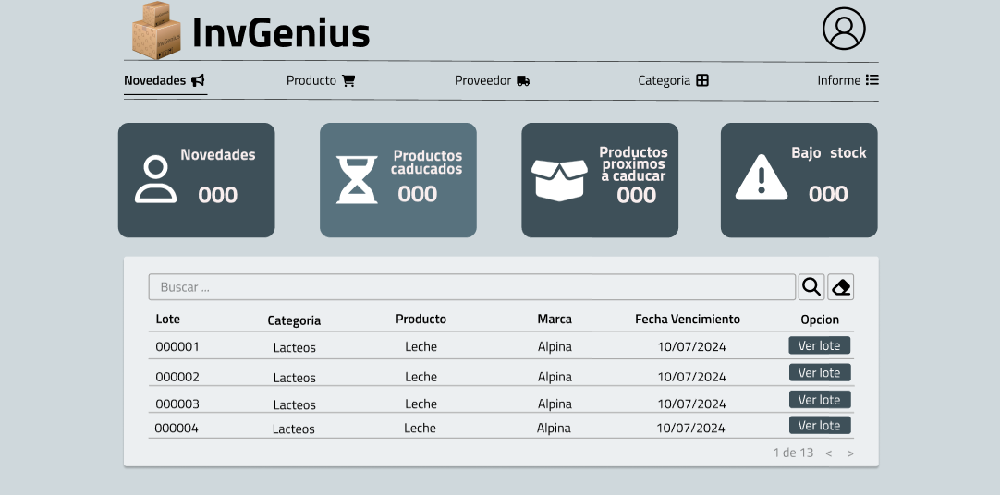 InvGenius
InvGenius
Novedades Producto Proveedor Categoria Informe
Novedades
000
Productos
caducados
000
Productos
proximos
a caducar
000
Bajo stock
000
Buscar ...
Lote Categoria Producto Marca Fecha Vencimiento Opcion
000001 Lacteos Leche Alpina 10/07/2024 Ver lote
000002 Lacteos Leche Alpina 10/07/2024 Ver lote
000003 Lacteos Leche Alpina 10/07/2024 Ver lote
000004 Lacteos Leche Alpina 10/07/2024 Ver lote
1 de 13 < >